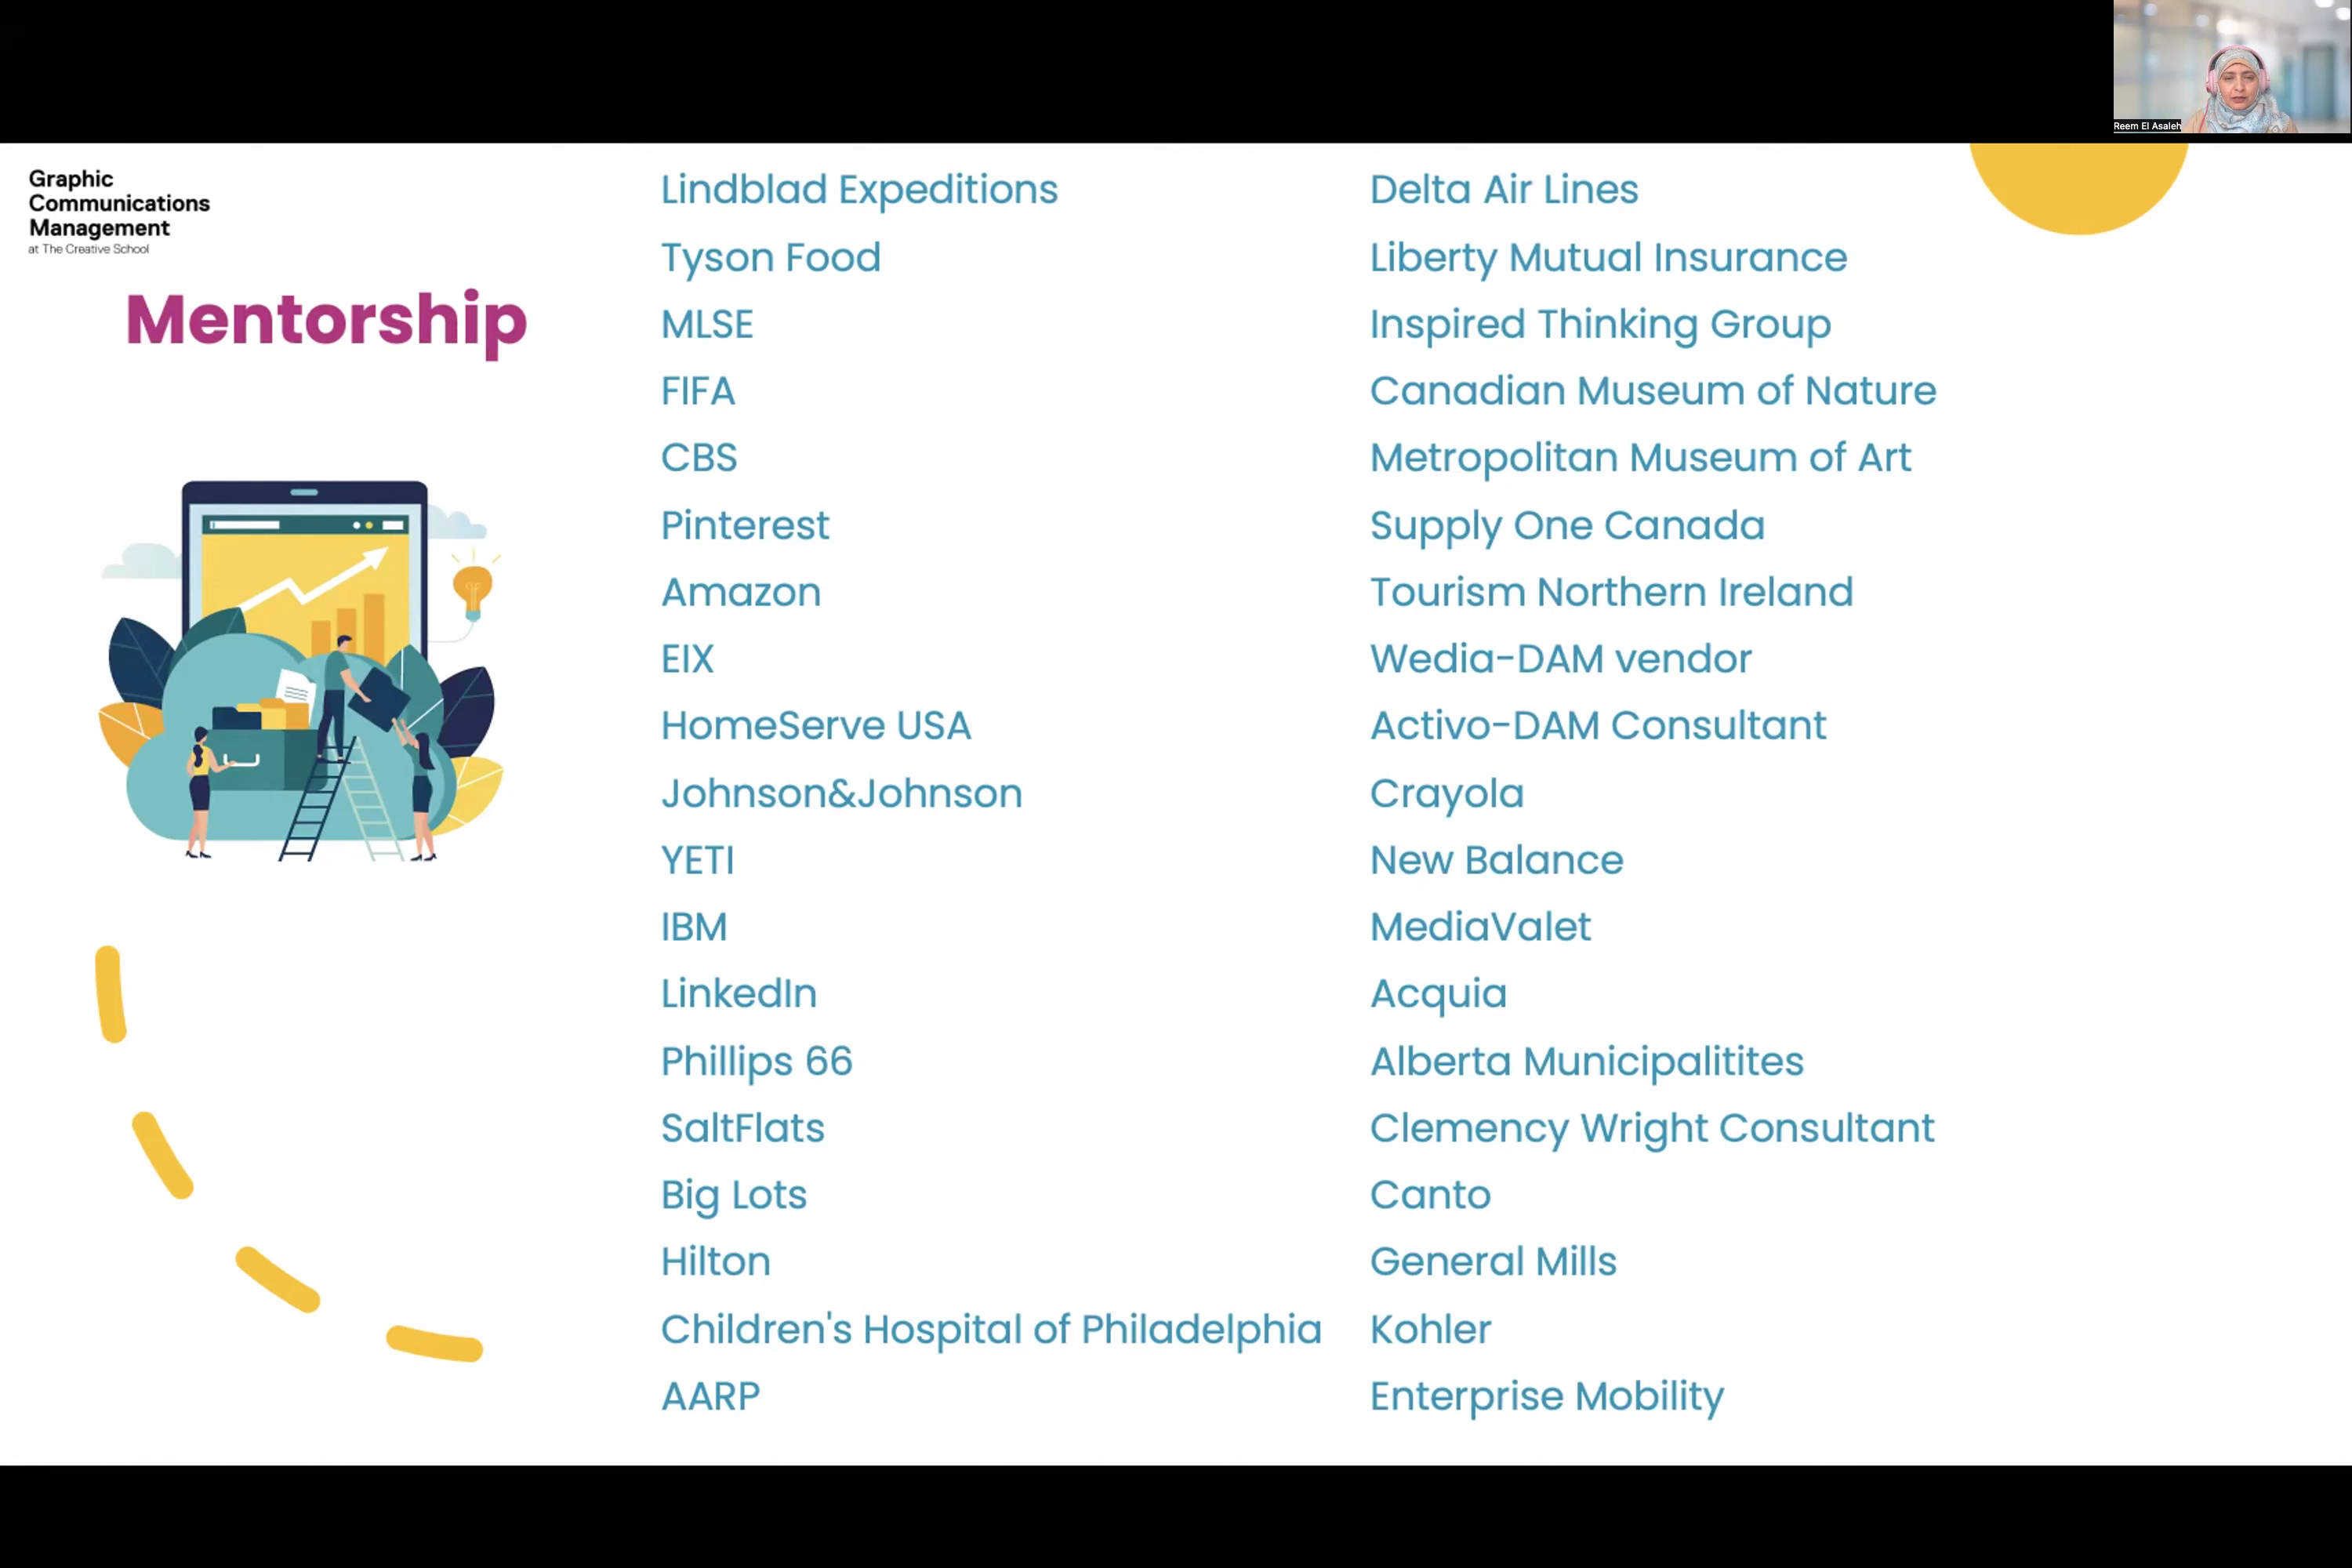 Reem El Asaleh
Graphic
Communications
Management
at The Creative School
Mentorship
Lindblad Expeditions
Tyson Food
MLSE
FIFA
CBS
Pinterest
Amazon
EIX
HomeServe USA
Johnson&Johnson
YETI
IBM
LinkedIn
Phillips 66
SaltFlats
Big Lots
Hilton
Children's Hospital of Philadelphia
AARP
Delta Air Lines
Liberty Mutual Insurance
Inspired Thinking Group
Canadian Museum of Nature
Metropolitan Museum of Art
Supply One Canada
Tourism Northern Ireland
Wedia-DAM vendor
Activo-DAM Consultant
Crayola
New Balance
MediaValet
Acquia
Alberta Municipalitites
Clemency Wright Consultant
Canto
General Mills
Kohler
Enterprise Mobility